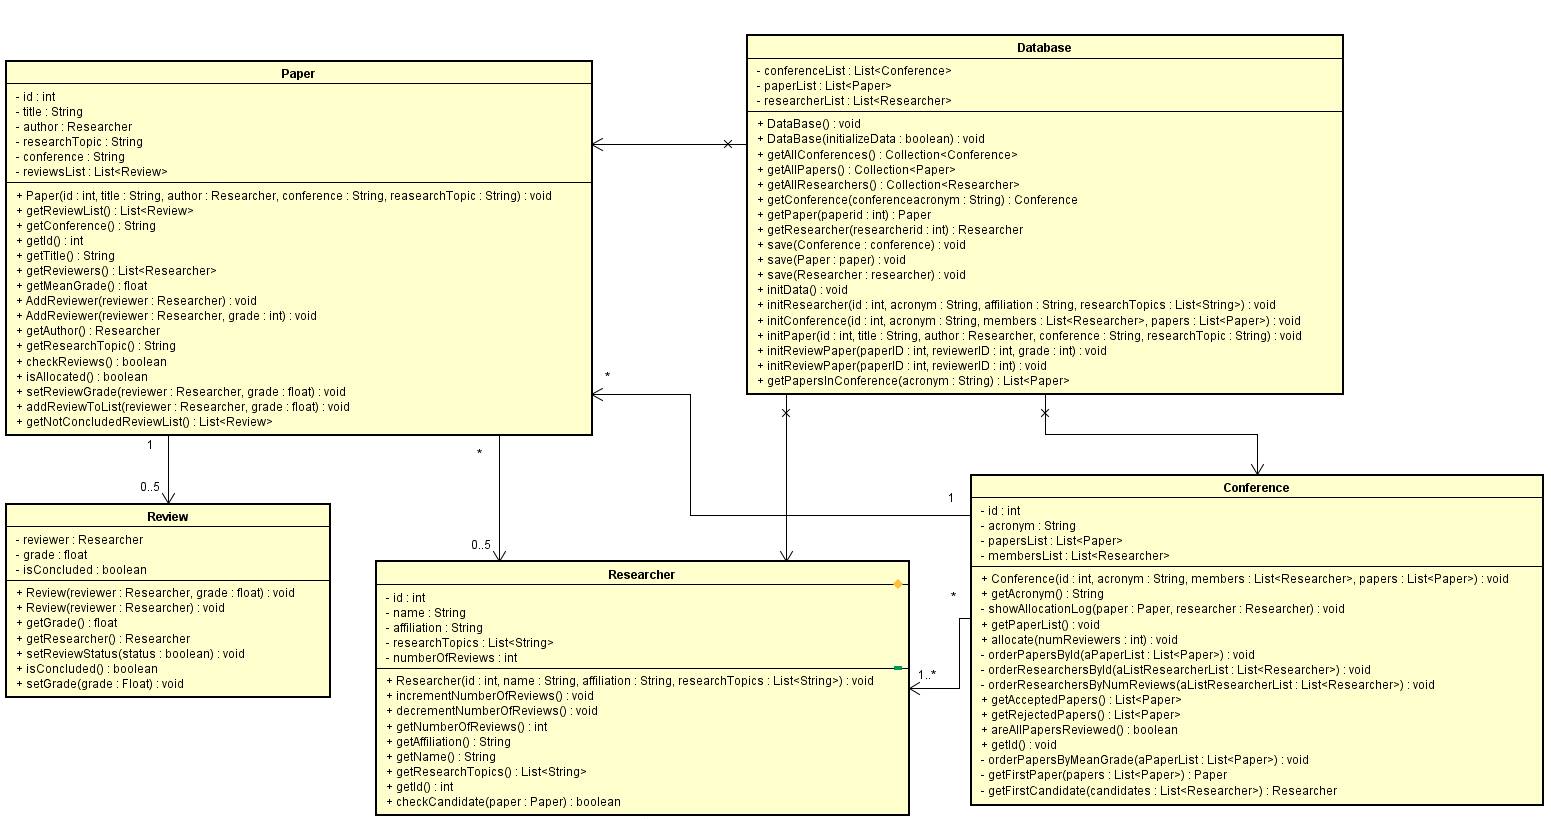 Paper
- id : int
- title : String
- author : Researcher
- researchTopic : String
- conference : String
- reviewsList : List<Review>
+ Paper(id : int, title : String, author : Researcher, conference : String, reasearchTopic : String) : void
+ getReviewList() : List<Review>
+ getConference() : String
+ getId() : int
+ getTitle() : String
+ getReviewers() : List<Researcher>
+ getMeanGrade() : float
+ AddReviewer(reviewer : Researcher) : void
+ AddReviewer(reviewer : Researcher, grade : int) : void
+ getAuthor() : Researcher
+ getResearchTopic() : String
+ checkReviews() : boolean
+ isAllocated() : boolean
+ setReviewGrade(reviewer : Researcher, grade : float) : void
+ addReviewToList(reviewer : Researcher, grade : float) : void
+ getNotConcludedReviewList() : List<Review>
Database
- conferenceList : List<Conference>
- paperList : List<Paper>
- researcherList : List<Researcher>
+ DataBase() : void
+ DataBase(initializeData : boolean) : void
+ getAllConferences() : Collection<Conference>
+ getAllPapers() : Collection<Paper>
+ getAllResearchers() : Collection<Researcher>
+ getConference(conferenceacronym : String) : Conference
+ getPaper(paperid : int) : Paper
+ getResearcher(researcherid : int) : Researcher
+ save(Conference : conference) : void
+ save(Paper : paper) : void
+ save(Researcher : researcher) : void
+ initData() : void
+ initResearcher(id : int, acronym : String, affiliation : String, researchTopics : List<String>) : void
+ initConference(id : int, acronym : String, members : List<Researcher>, papers : List<Paper>) : void
+ initPaper(id : int, title : String, author : Researcher, conference : String, researchTopic : String) : void
+ initReviewPaper(paperID : int, reviewerID : int, grade : int) : void
+ initReviewPaper(paperID : int, reviewerID : int) : void
+ getPapersInConference(acronym : String) : List<Paper>
*
1
0..5
*
0..5
1
*
1..*
Review
- reviewer : Researcher
- grade : float
- isConcluded : boolean
+ Review(reviewer : Researcher, grade : float) : void
+ Review(reviewer : Researcher) : void
+ getGrade() : float
+ getResearcher() : Researcher
+ setReviewStatus(status : boolean) : void
+ isConcluded() : boolean
+ setGrade(grade : Float) : void
Researcher
- id : int
- name : String
- affiliation : String
- researchTopics : List<String>
- numberOfReviews : int
+ Researcher(id : int, name : String, affiliation : String, researchTopics : List<String>) : void
+ incrementNumberOfReviews() : void
+ decrementNumberOfReviews() : void
+ getNumberOfReviews() : int
+ getAffiliation() : String
+ getName() : String
+ getResearchTopics() : List<String>
+ getId() : int
+ checkCandidate(paper : Paper) : boolean
Conference
- id : int
- acronym : String
- papersList : List<Paper>
- membersList : List<Researcher>
+ Conference(id : int, acronym : String, members : List<Researcher>, papers : List<Paper>) : void
+ getAcronym() : String
- showAllocationLog(paper : Paper, researcher : Researcher) : void
+ getPaperList() : void
+ allocate(numReviewers : int) : void
- orderPapersById(aPaperList : List<Paper>) : void
- orderResearchersById(aListResearcherList : List<Researcher>) : void
- orderResearchersByNumReviews(aListResearcherList : List<Researcher>) : void
+ getAcceptedPapers() : List<Paper>
+ getRejectedPapers() : List<Paper>
+ areAllPapersReviewed() : boolean
+ getId() : void
- orderPapersByMeanGrade(aPaperList : List<Paper>) : void
- getFirstPaper(papers : List<Paper>) : Paper
- getFirstCandidate(candidates : List<Researcher>) : Researcher